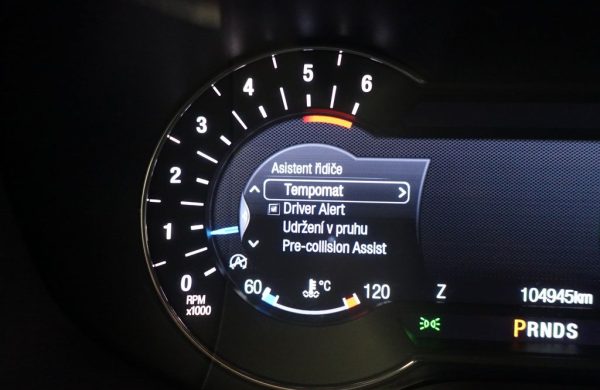 6
5
4
3
2
1
0
RPM
x1000
Asistent řidiče
Tempomat
Driver Alert
Udržení v pruhu
Pre-collision Assist
60 °C 120
Z 104945km
PRNDS